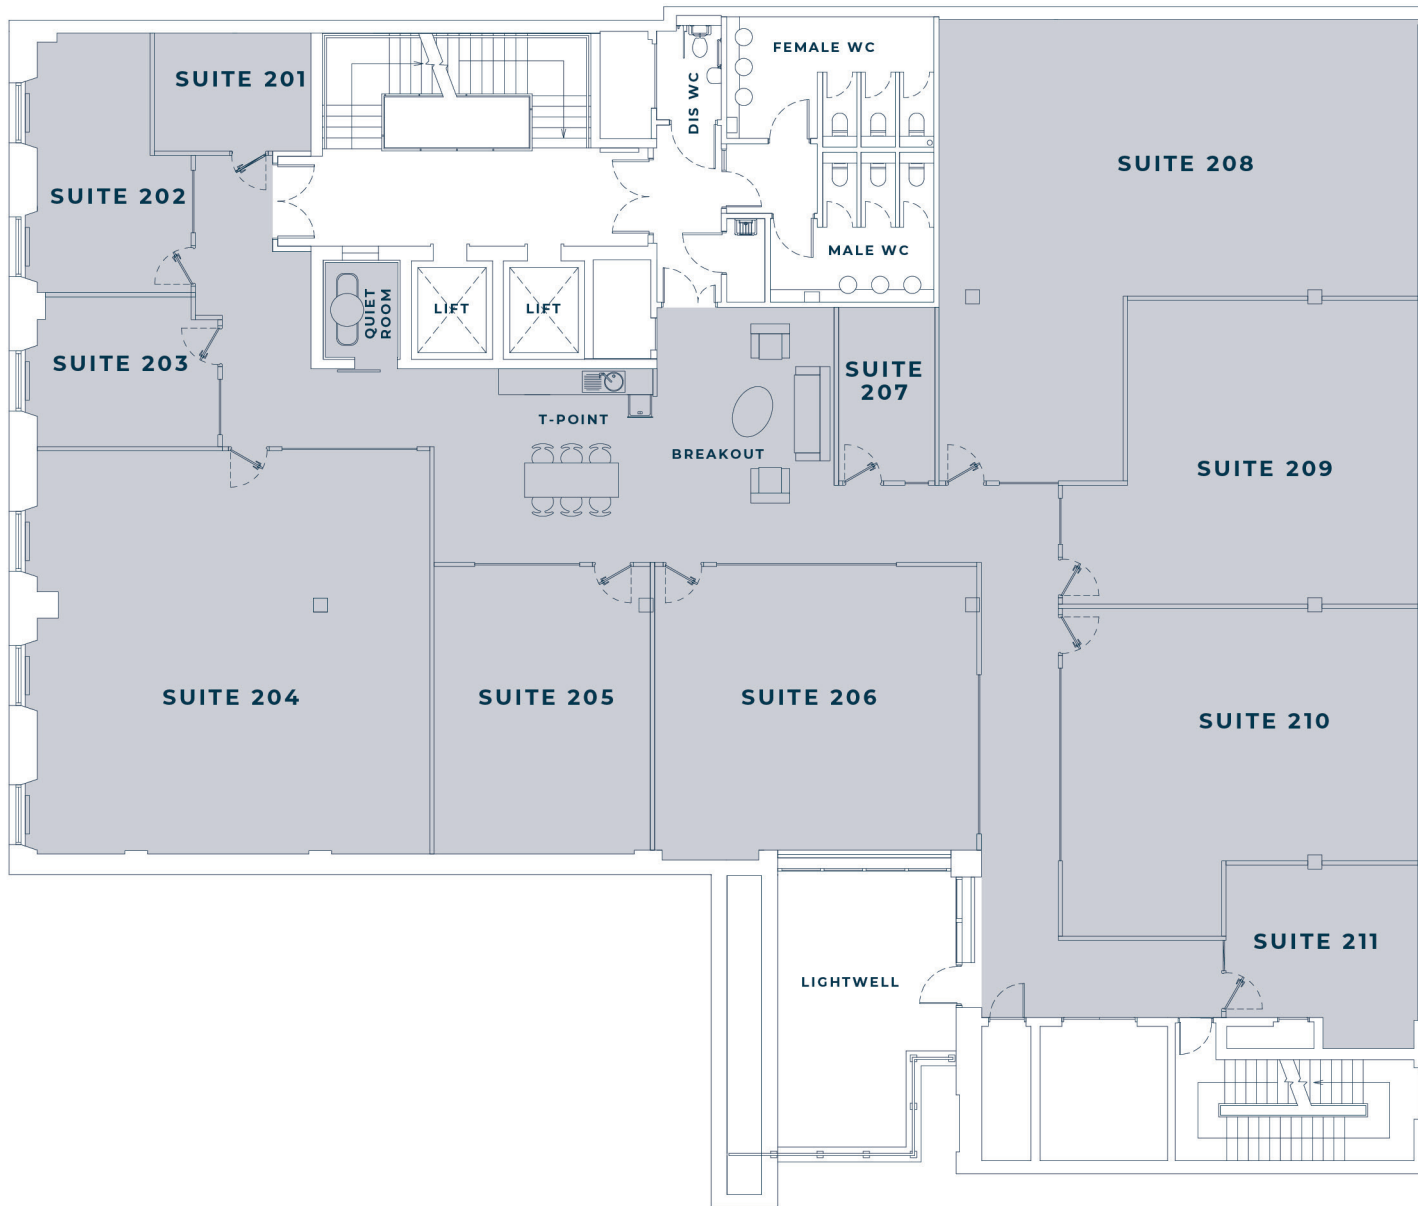 FEMALE WC
SUITE 201
DIS WC
SUITE 208
SUITE 202
MALE WC
QUIET
ROOM
LIFT
LIFT
SUITE 203
SUITE
207
T-POINT
BREAKOUT
SUITE 209
SUITE 204
SUITE 205
SUITE 206
SUITE 210
SUITE 211
LIGHTWELL